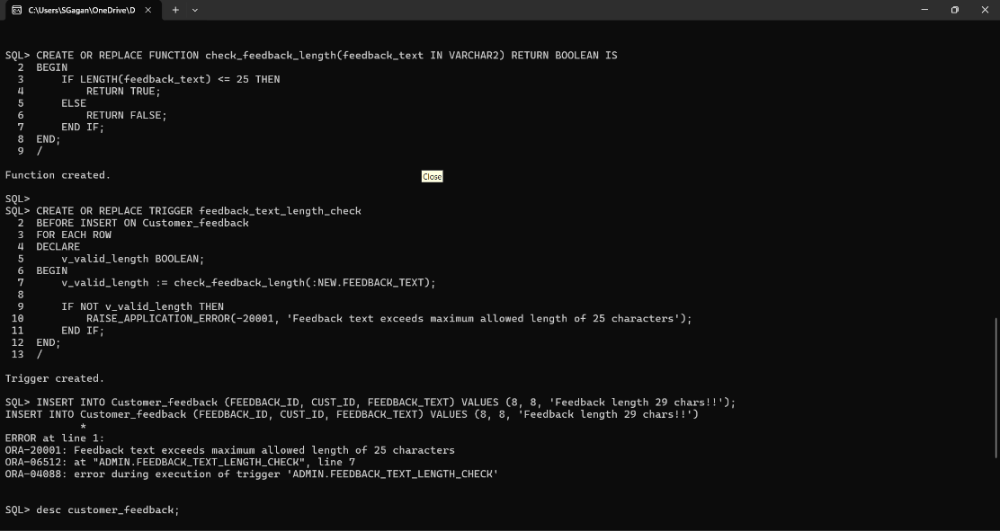 C:\Users\SGagan\OneDrive\D
SQL> CREATE OR REPLACE FUNCTION check_feedback_length(feedback_text IN VARCHAR2) RETURN BOOLEAN IS
  2  BEGIN
  3      IF LENGTH(feedback_text) <= 25 THEN
  4          RETURN TRUE;
  5      ELSE
  6          RETURN FALSE;
  7      END IF;
  8  END;
  9  /
Function created.
Close
SQL>
SQL> CREATE OR REPLACE TRIGGER feedback_text_length_check
  2  BEFORE INSERT ON Customer_feedback
  3  FOR EACH ROW
  4  DECLARE
  5      v_valid_length BOOLEAN;
  6  BEGIN
  7      v_valid_length := check_feedback_length(:NEW.FEEDBACK_TEXT);
  8
  9      IF NOT v_valid_length THEN
 10          RAISE_APPLICATION_ERROR(-20001, 'Feedback text exceeds maximum allowed length of 25 characters');
 11      END IF;
 12  END;
 13  /
Trigger created.
SQL> INSERT INTO Customer_feedback (FEEDBACK_ID, CUST_ID, FEEDBACK_TEXT) VALUES (8, 8, 'Feedback length 29 chars!!');
INSERT INTO Customer_feedback (FEEDBACK_ID, CUST_ID, FEEDBACK_TEXT) VALUES (8, 8, 'Feedback length 29 chars!!')
            *
ERROR at line 1:
ORA-20001: Feedback text exceeds maximum allowed length of 25 characters
ORA-06512: at "ADMIN.FEEDBACK_TEXT_LENGTH_CHECK", line 7
ORA-04088: error during execution of trigger 'ADMIN.FEEDBACK_TEXT_LENGTH_CHECK'
SQL> desc customer_feedback;